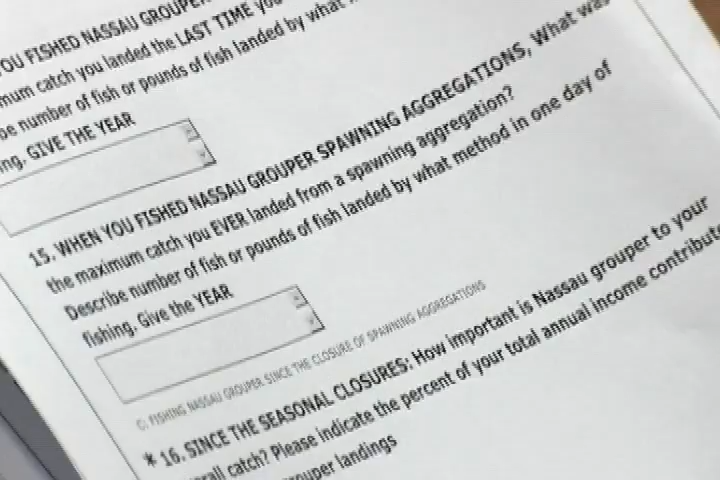 YOU FISHED NASSAU GROUPER
mum catch you landed the LAST TIME you
be number of fish or pounds of fish landed by what
ing. GIVE THE YEAR
15. WHEN YOU FISHED NASSAU GROUPER SPAWNING AGGREGATIONS, What was
the maximum catch you EVER landed from a spawning aggregation?
Describe number of fish or pounds of fish landed by what method in one day of
fishing. Give the YEAR
C: FISHING NASSAU GROUPER SINCE THE CLOSURE OF SPAWNING AGGREGATIONS
* 16. SINCE THE SEASONAL CLOSURES: How important is Nassau grouper to your
rall catch? Please indicate the percent of your total annual income contribute
rouper landings